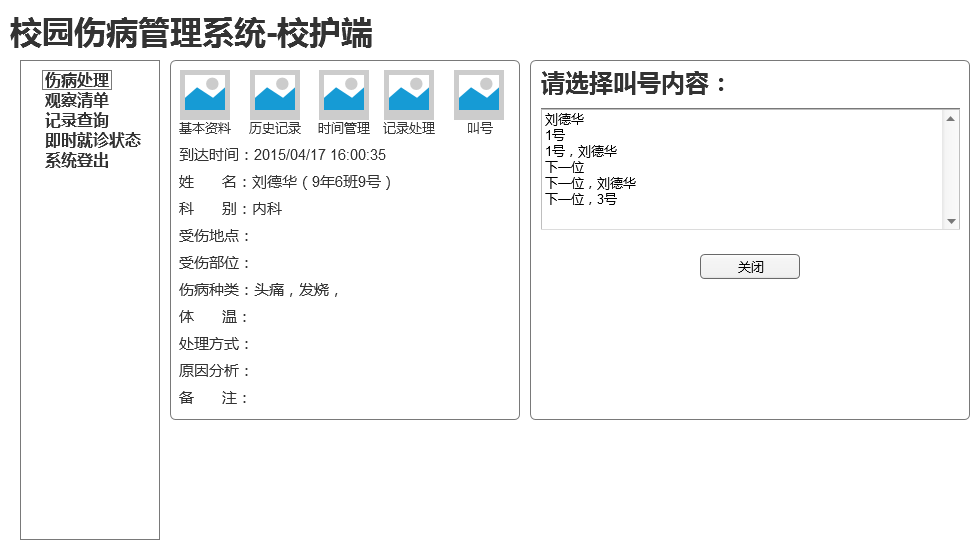 校园伤病管理系统-校护端
伤病处理
观察清单
记录查询
即时就诊状态
系统登出
基本资料 历史记录 时间管理 记录处理 叫号
到达时间：2015/04/17 16:00:35
姓 名：刘德华（9年6班9号）
科 别：内科
受伤地点：
受伤部位：
伤病种类：头痛，发烧，
体 温：
处理方式：
原因分析：
备 注：
请选择叫号内容：
刘德华
1号
1号，刘德华
下一位
下一位，刘德华
下一位，3号
关闭